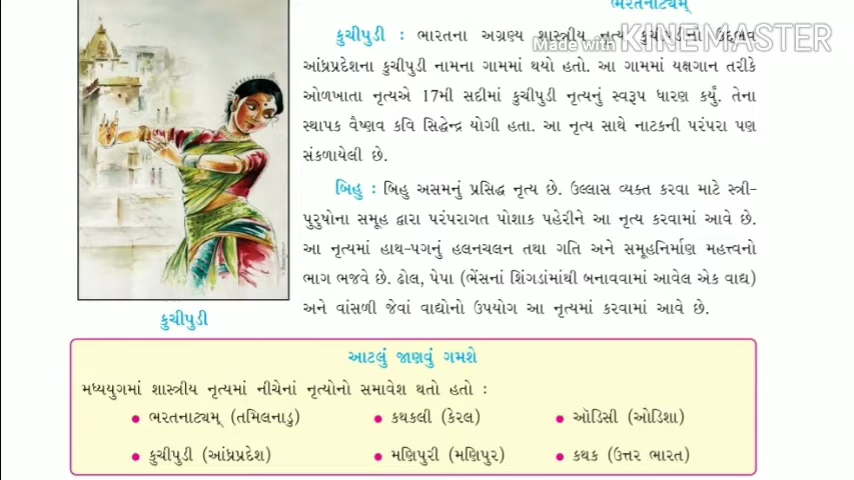 ભરતનાટ્યમ્
કુચીપુડી : ભારતના અગ્રણ્ય શાસ્ત્રીય નૃત્ય કુચીપુડીનો ઉદ્ભવ
Made with KINEMASTER
આંધ્રપ્રદેશના કુચીપુડી નામના ગામમાં થયો હતો. આ ગામમાં યક્ષગાન તરીકે
ઓળખાતા નૃત્યએ 17મી સદીમાં કુચીપુડી નૃત્યનું સ્વરૂપ ધારણ કર્યું. તેના
સ્થાપક વૈષ્ણવ કવિ સિદ્ધેન્દ્ર યોગી હતા. આ નૃત્ય સાથે નાટકની પરંપરા પણ
સંકળાયેલી છે.
બિહુ : બિહુ અસમનું પ્રસિદ્ધ નૃત્ય છે. ઉલ્લાસ વ્યક્ત કરવા માટે સ્ત્રી-
પુરુષોના સમૂહ દ્વારા પરંપરાગત પોશાક પહેરીને આ નૃત્ય કરવામાં આવે છે.
આ નૃત્યમાં હાથ-પગનું હલનચલન તથા ગતિ અને સમૂહનિર્માણ મહત્ત્વનો
ભાગ ભજવે છે. ઢોલ, પેપા (ભેંસનાં શિંગડાંમાંથી બનાવવામાં આવેલ એક વાદ્ય)
અને વાંસળી જેવાં વાદ્યોનો ઉપયોગ આ નૃત્યમાં કરવામાં આવે છે.
કુચીપુડી
આટલું જાણવું ગમશે
મધ્યયુગમાં શાસ્ત્રીય નૃત્યમાં નીચેનાં નૃત્યોનો સમાવેશ થતો હતો :
• ભરતનાટ્યમ્ (તમિલનાડુ) • કથકલી (કેરલ) • ઑડિસી (ઓડિશા)
• કુચીપુડી (આંધ્રપ્રદેશ) • મણિપુરી (મણિપુર) • કથક (ઉત્તર ભારત)